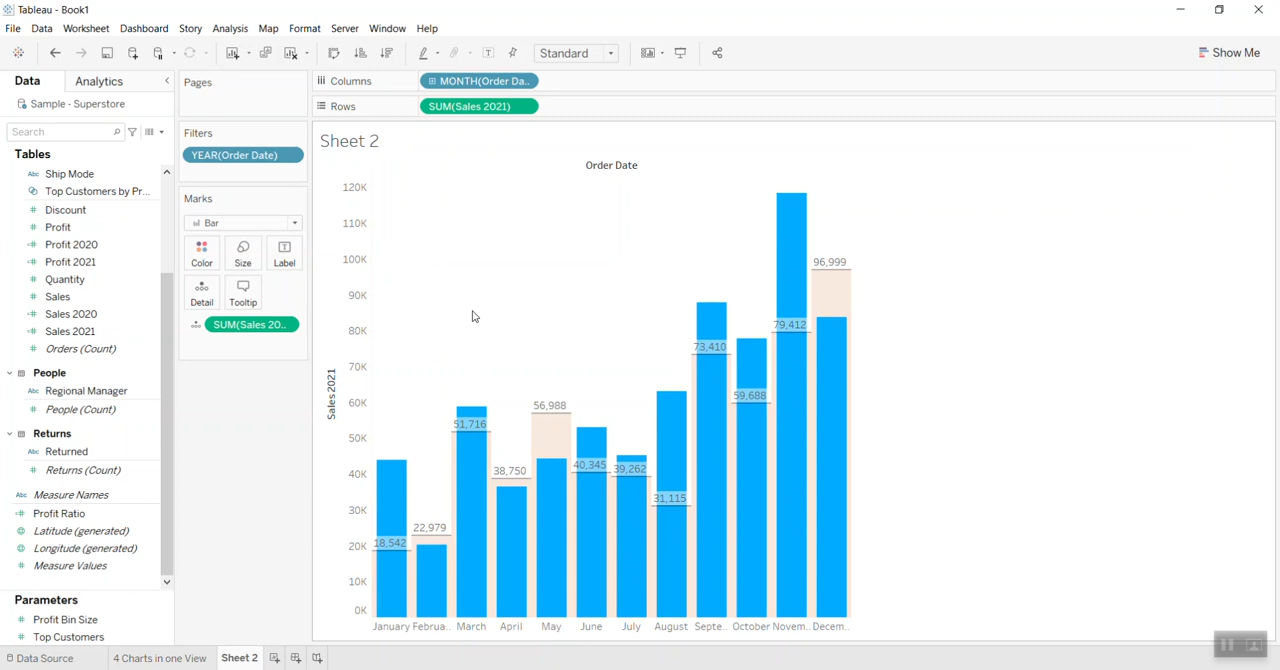 Tableau - Book1
File Data Worksheet Dashboard Story Analysis Map Format Server Window Help
Standard
Show Me
Data Analytics
Sample - Superstore
Search
Tables
Abc Ship Mode
Top Customers by Pr...
# Discount
# Profit
=# Profit 2020
=# Profit 2021
# Quantity
# Sales
=# Sales 2020
=# Sales 2021
# Orders (Count)
People
Abc Regional Manager
# People (Count)
Returns
Abc Returned
# Returns (Count)
Abc Measure Names
=# Profit Ratio
Latitude (generated)
Longitude (generated)
# Measure Values
Parameters
# Profit Bin Size
# Top Customers
Pages
Filters
YEAR(Order Date)
Marks
Bar
Color Size Label
Detail Tooltip
SUM(Sales 20..
Columns MONTH(Order Da..
Rows SUM(Sales 2021)
Sheet 2
Order Date
Sales 2021
120K
110K
100K
90K
80K
70K
60K
50K
40K
30K
20K
10K
0K
18,542
22,979
51,716
38,750
56,988
40,345
39,262
31,115
73,410
59,688
79,412
96,999
January Februa.. March April May June July August Septe.. October Novem.. Decem..
Data Source 4 Charts in one View Sheet 2